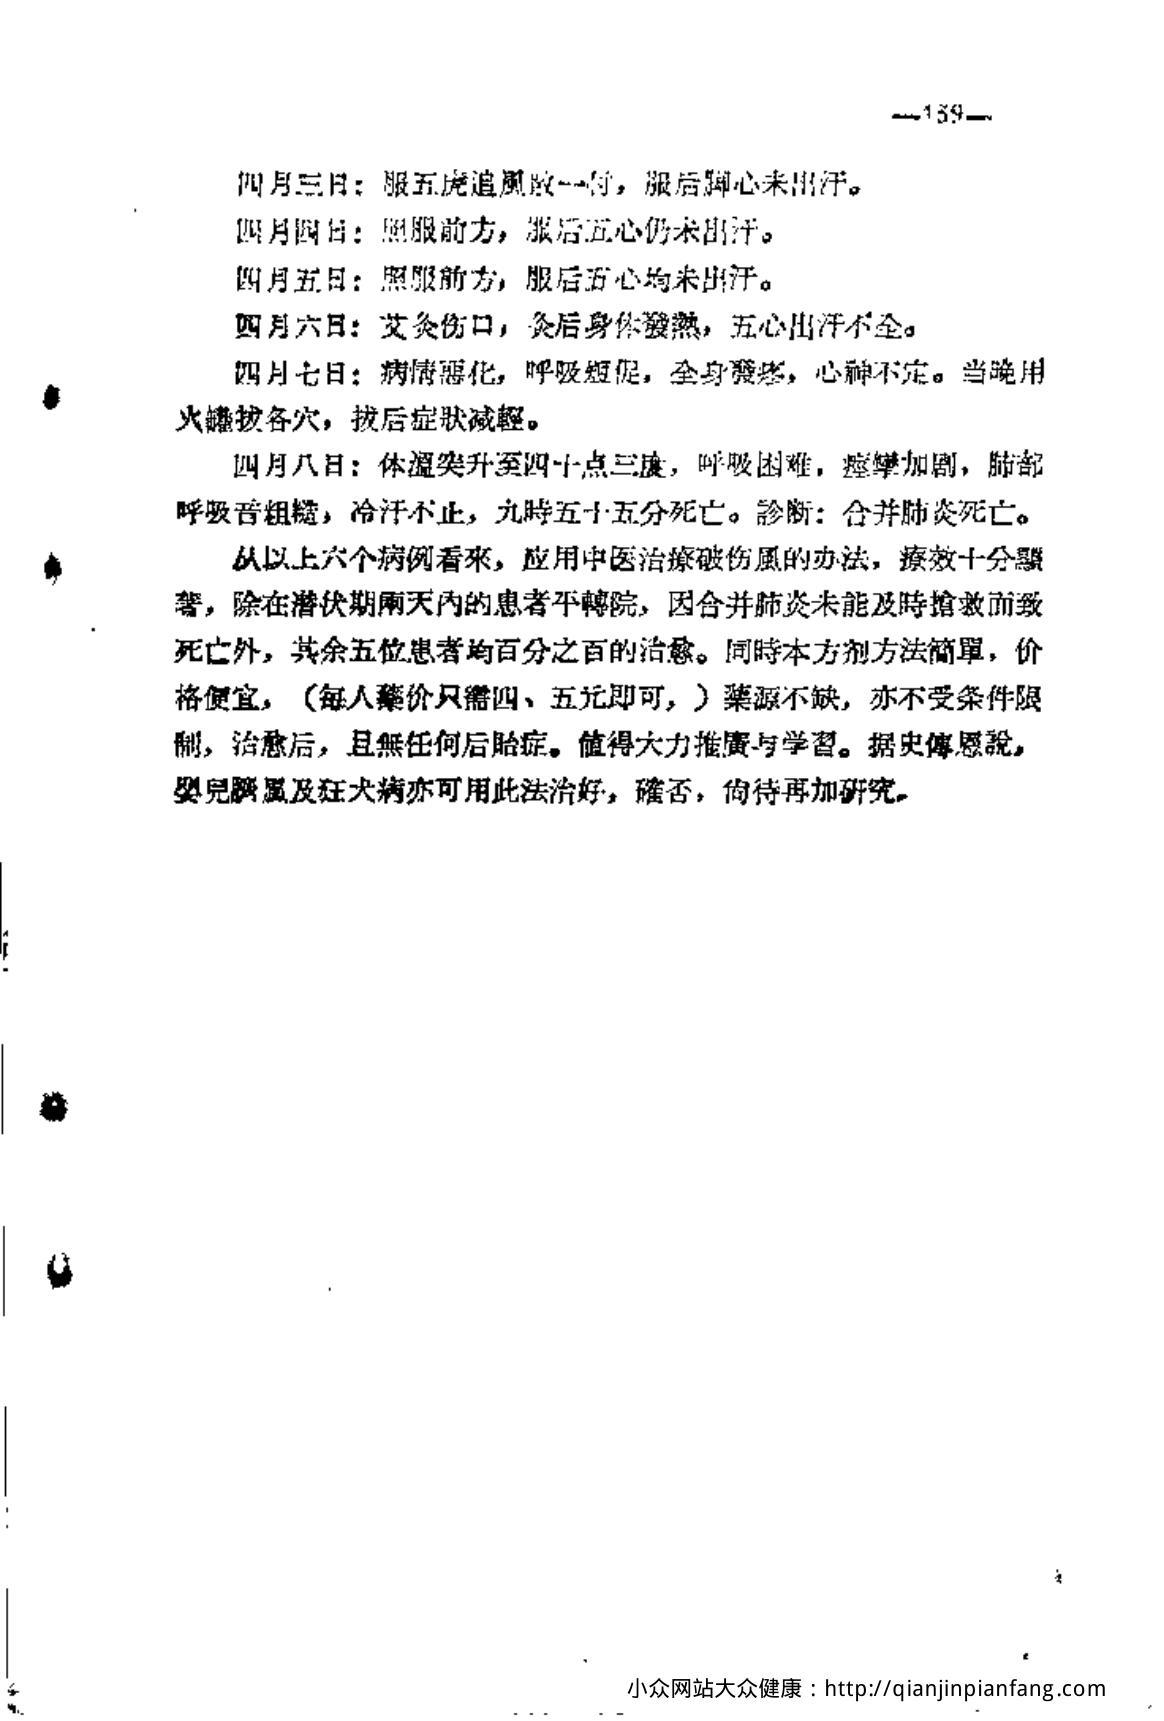 —159—
四月三日：服五虎追風散一付，服后脚心未出汗。
四月四日：照服前方，服后五心仍未出汗。
四月五日：照服前方，服后五心均未出汗。
四月六日：艾灸伤口，灸后身体發热，五心出汗不全。
四月七日：病情惡化，呼吸短促，全身發痧，心神不定。当晚用
火罐拔各穴，拔后症狀减輕。
四月八日：体溫突升至四十点三度，呼吸困难，痙攣加剧，肺部
呼吸音粗糙，冷汗不止，九時五十五分死亡。診断：合并肺炎死亡。
从以上六个病例看來，应用中医治療破伤風的办法，療效十分顯
著，除在潜伏期兩天內的患者平轉院，因合并肺炎未能及時搶救而致
死亡外，其余五位患者均百分之百的治愈。同時本方剂方法簡單，价
格便宜，（每人藥价只需四、五元即可，）藥源不缺，亦不受条件限
制，治愈后，且無任何后貽症。值得大力推廣与学習。据史傳恩說，
嬰兒臍風及狂犬病亦可用此法治好，確否，尙待再加研究。
小众网站大众健康：http://qianjinpianfang.com